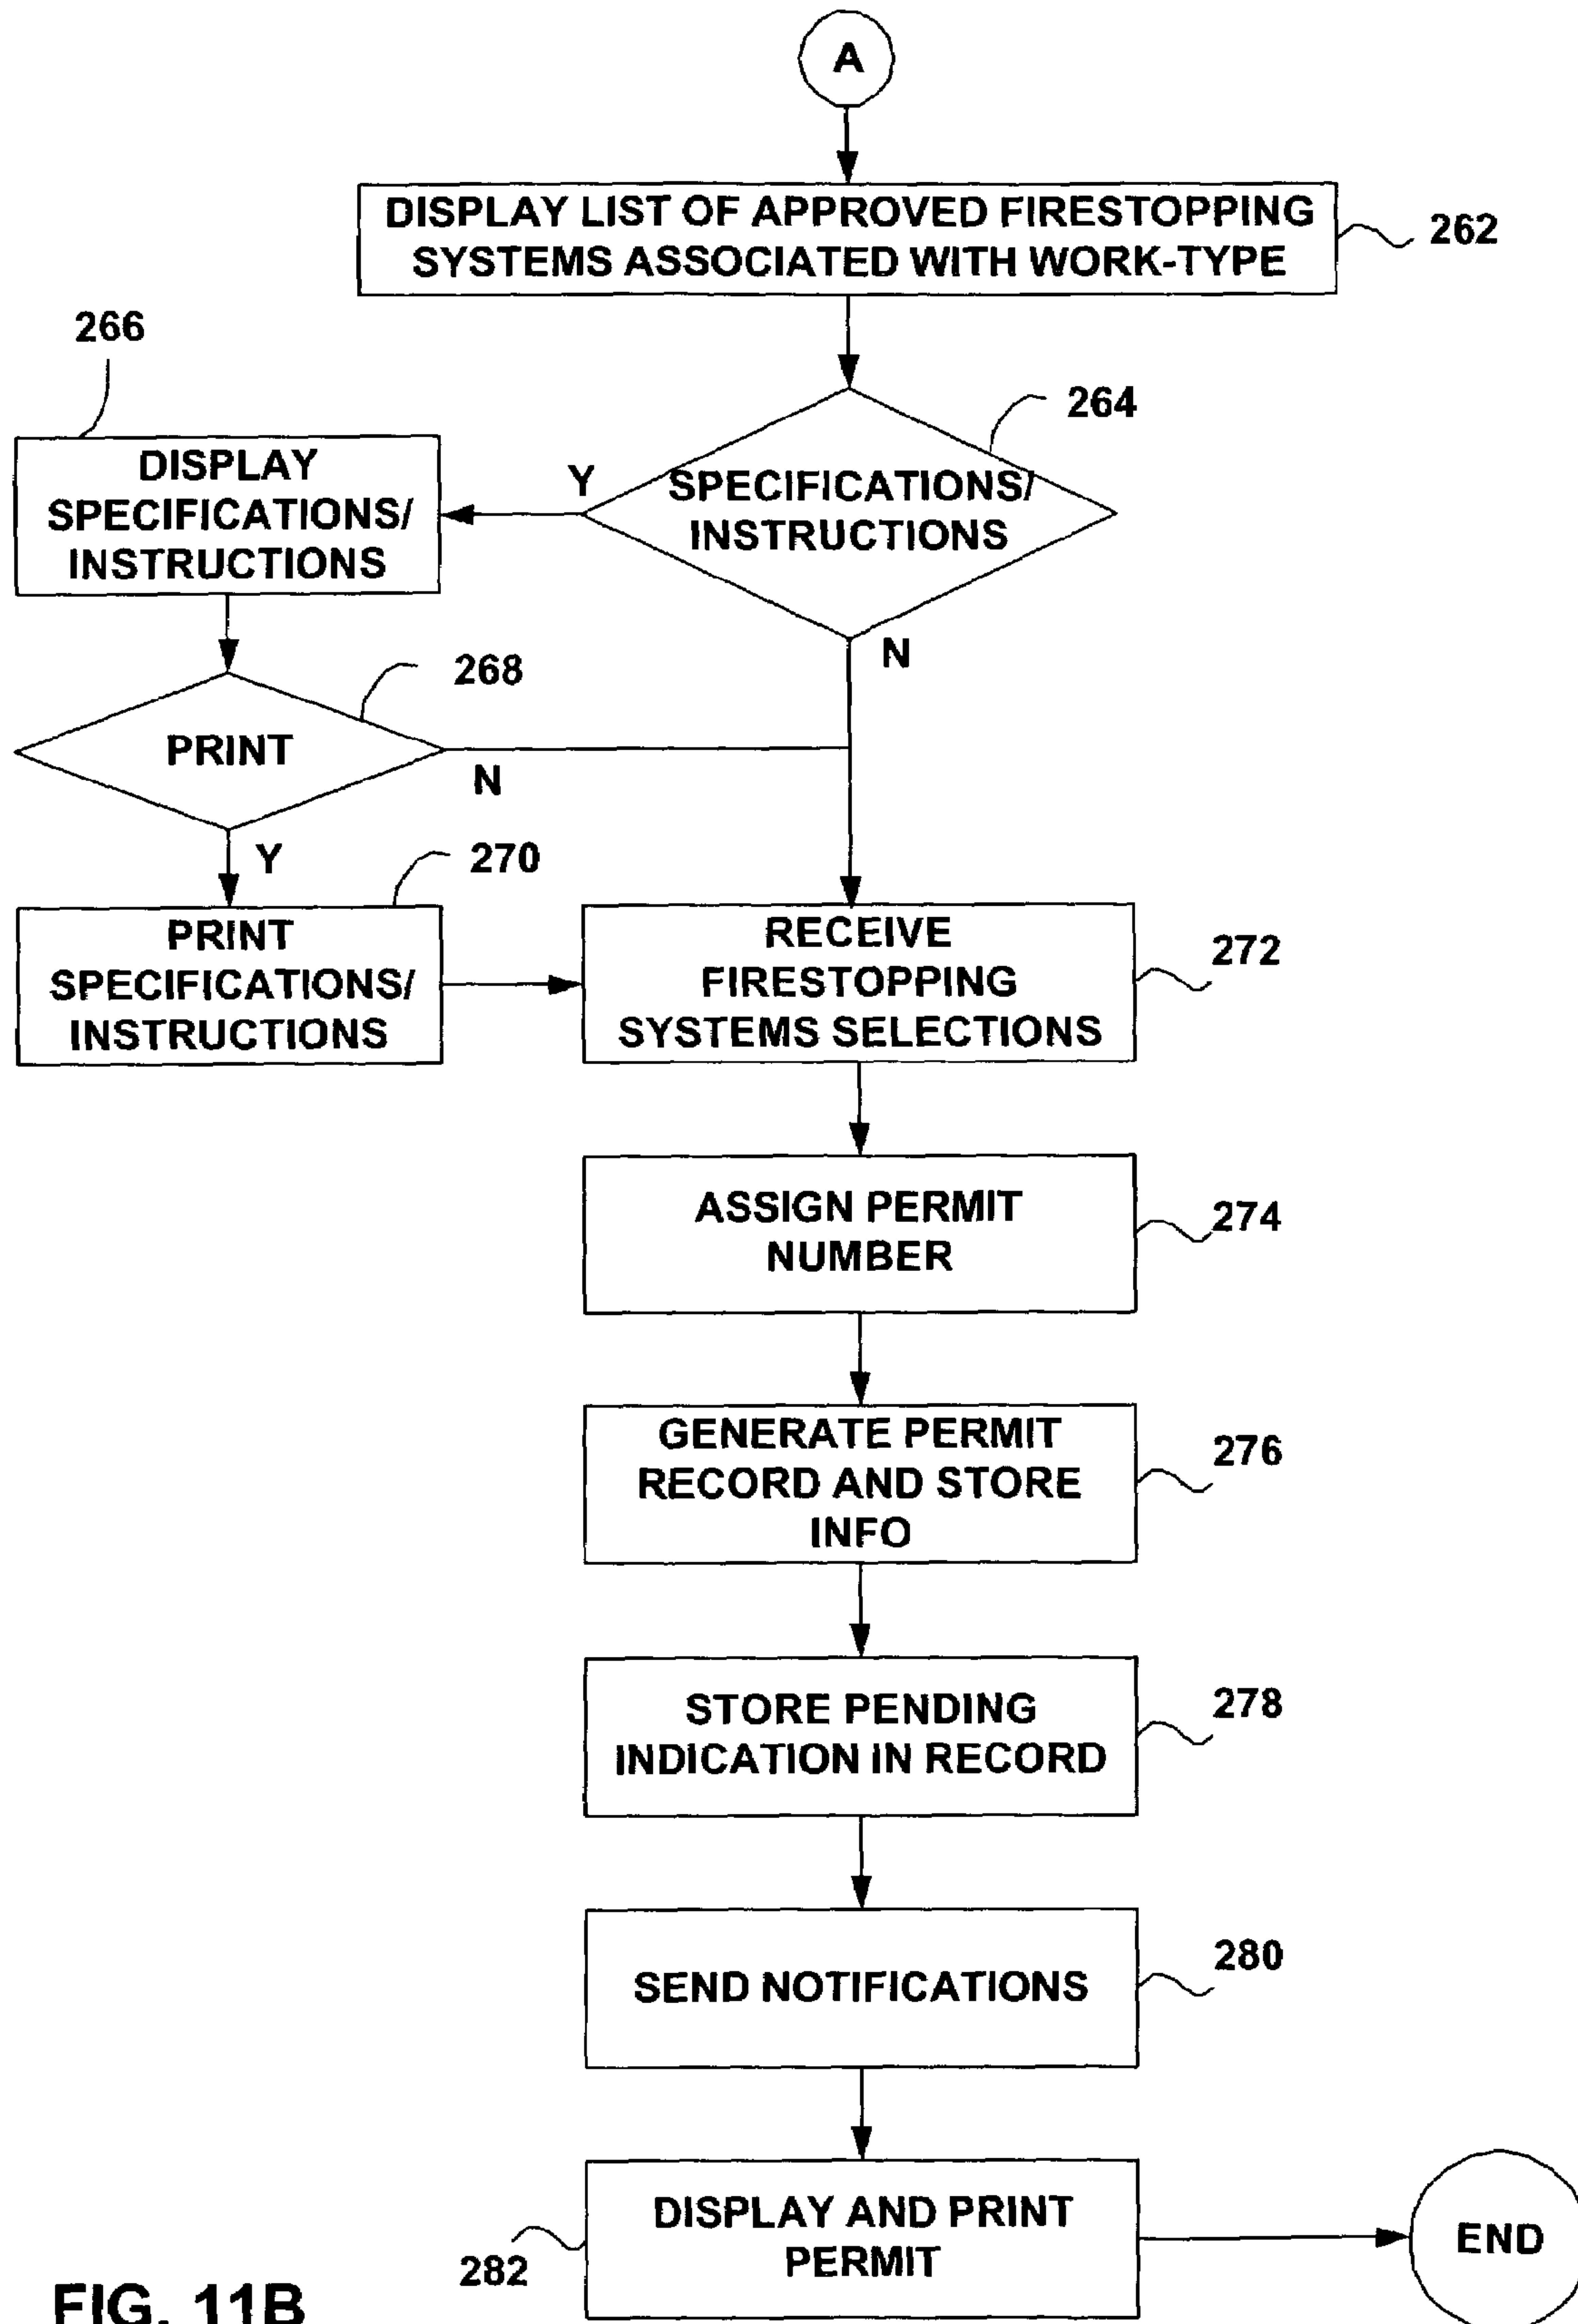 A
DISPLAY LIST OF APPROVED FIRESTOPPING
SYSTEMS ASSOCIATED WITH WORK-TYPE
262
266
264
DISPLAY
SPECIFICATIONS/
INSTRUCTIONS
Y
SPECIFICATIONS/
INSTRUCTIONS
N
268
PRINT
N
Y
270
PRINT
SPECIFICATIONS/
INSTRUCTIONS
RECEIVE
FIRESTOPPING
SYSTEMS SELECTIONS
272
ASSIGN PERMIT
NUMBER
274
GENERATE PERMIT
RECORD AND STORE
INFO
276
STORE PENDING
INDICATION IN RECORD
278
SEND NOTIFICATIONS
280
DISPLAY AND PRINT
PERMIT
282
END
FIG. 11B